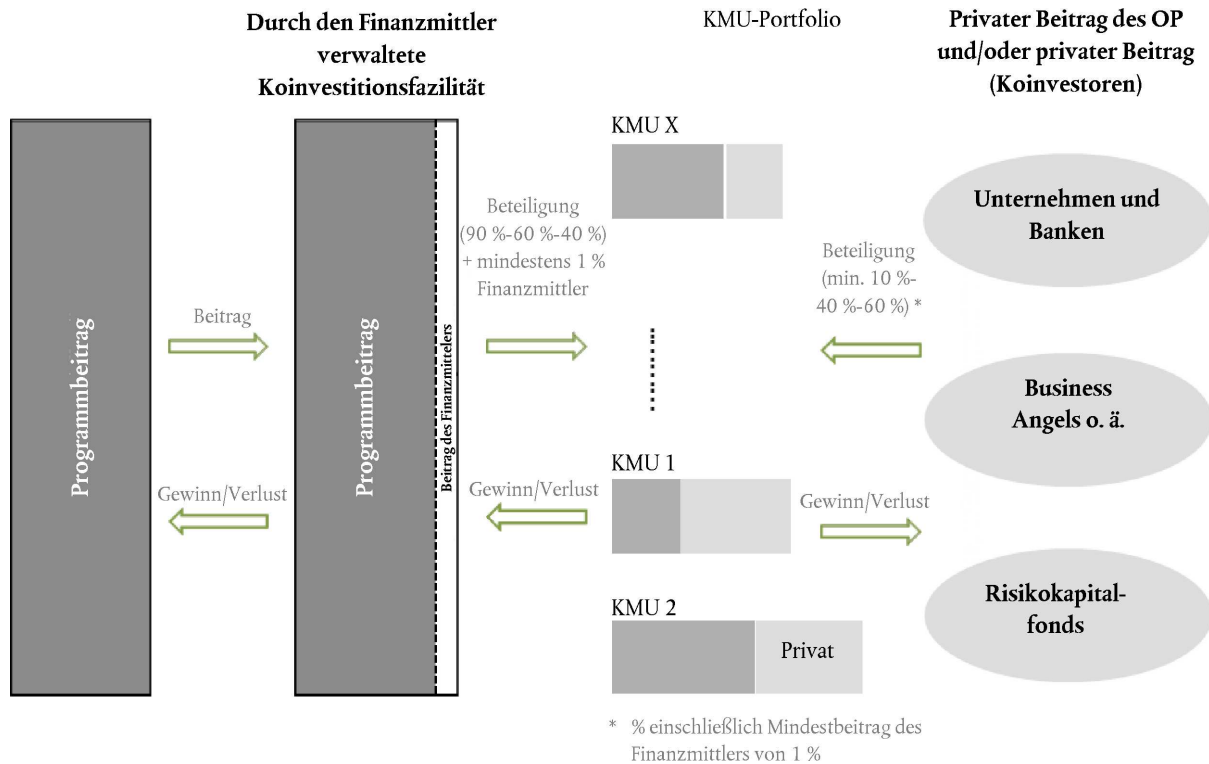 Durch den Finanzmittler
verwaltete
Koinvestitionsfazilität
KMU-Portfolio
Privater Beitrag des OP
und/oder privater Beitrag
(Koinvestoren)
Programmbeitrag
Beitrag
Gewinn/Verlust
Programmbeitrag
Beitrag des Finanzmittelers
Beteiligung
(90 %-60 %-40 %)
+ mindestens 1 %
Finanzmittler
Gewinn/Verlust
KMU X
KMU 1
KMU 2
Privat
Beteiligung
(min. 10 %-
40 %-60 %) *
Gewinn/Verlust
Unternehmen und
Banken
Business
Angels o. ä.
Risikokapital-
fonds
* % einschließlich Mindestbeitrag des
Finanzmittlers von 1 %